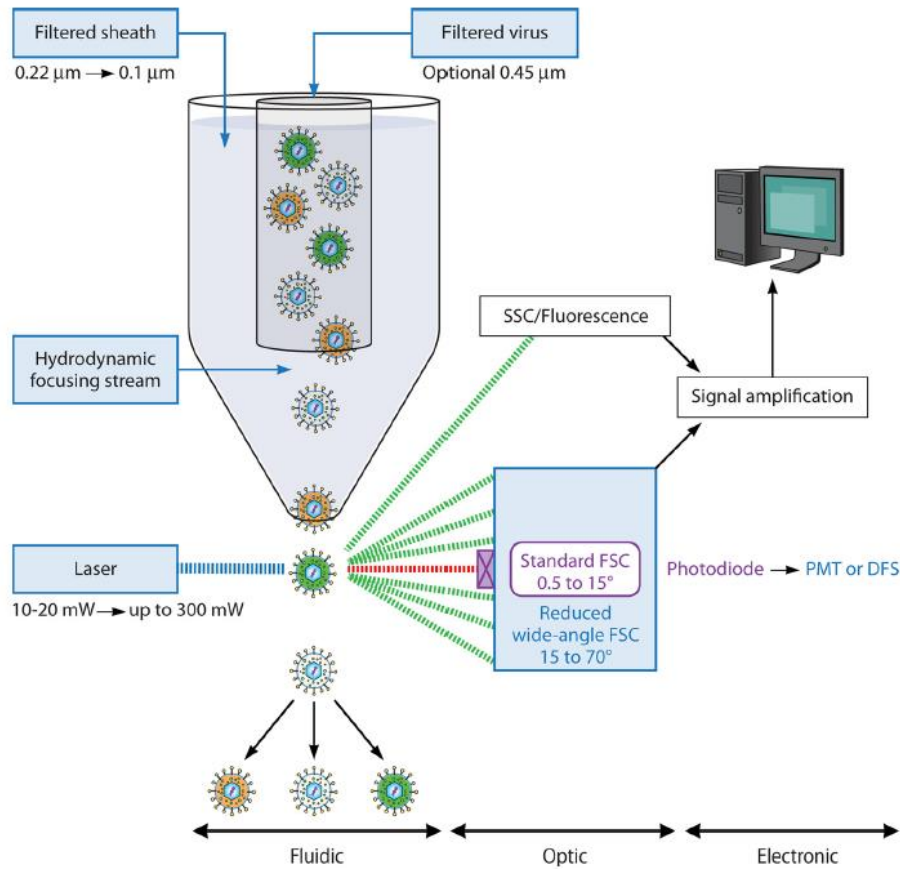 Filtered sheath
0.22 µm → 0.1 µm
Filtered virus
Optional 0.45 µm
SSC/Fluorescence
Hydrodynamic
focusing stream
Signal amplification
Laser
10-20 mW → up to 300 mW
Standard FSC
0.5 to 15°
Reduced
wide-angle FSC
15 to 70°
Photodiode → PMT or DFS
Fluidic
Optic
Electronic